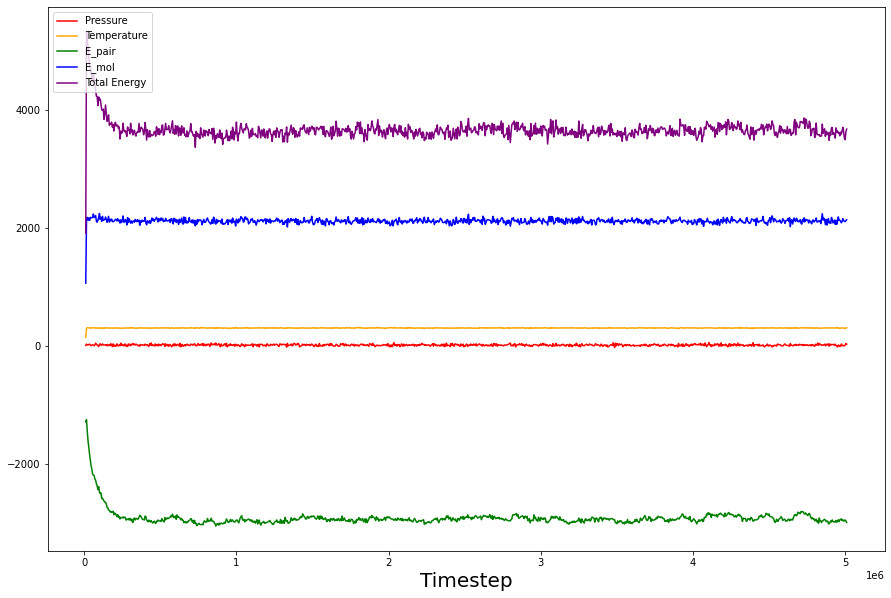 Pressure
Temperature
E_pair
E_mol
Total Energy
4000
2000
0
−2000
0 1 2 3 4 5
1e6
Timestep